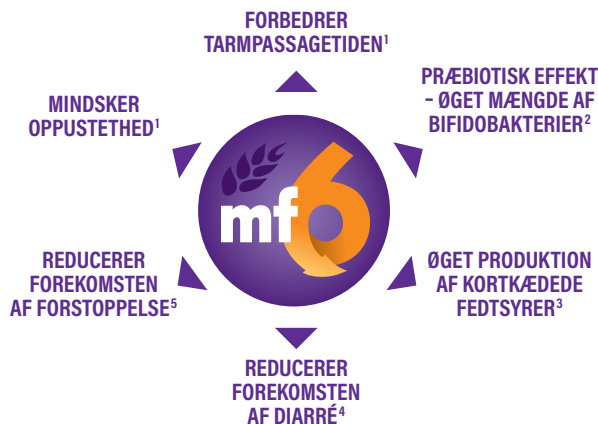 FORBEDRER
TARMPASSAGETIDEN¹
PRÆBIOTISK EFFEKT
– ØGET MÆNGDE AF
BIFIDOBAKTERIER²
MINDSKER
OPPUSTETHED¹
mf6
REDUCERER
FOREKOMSTEN
AF FORSTOPPELSE⁵
ØGET PRODUKTION
AF KORTKÆDEDE
FEDTSYRER³
REDUCERER
FOREKOMSTEN
AF DIARRÉ⁴